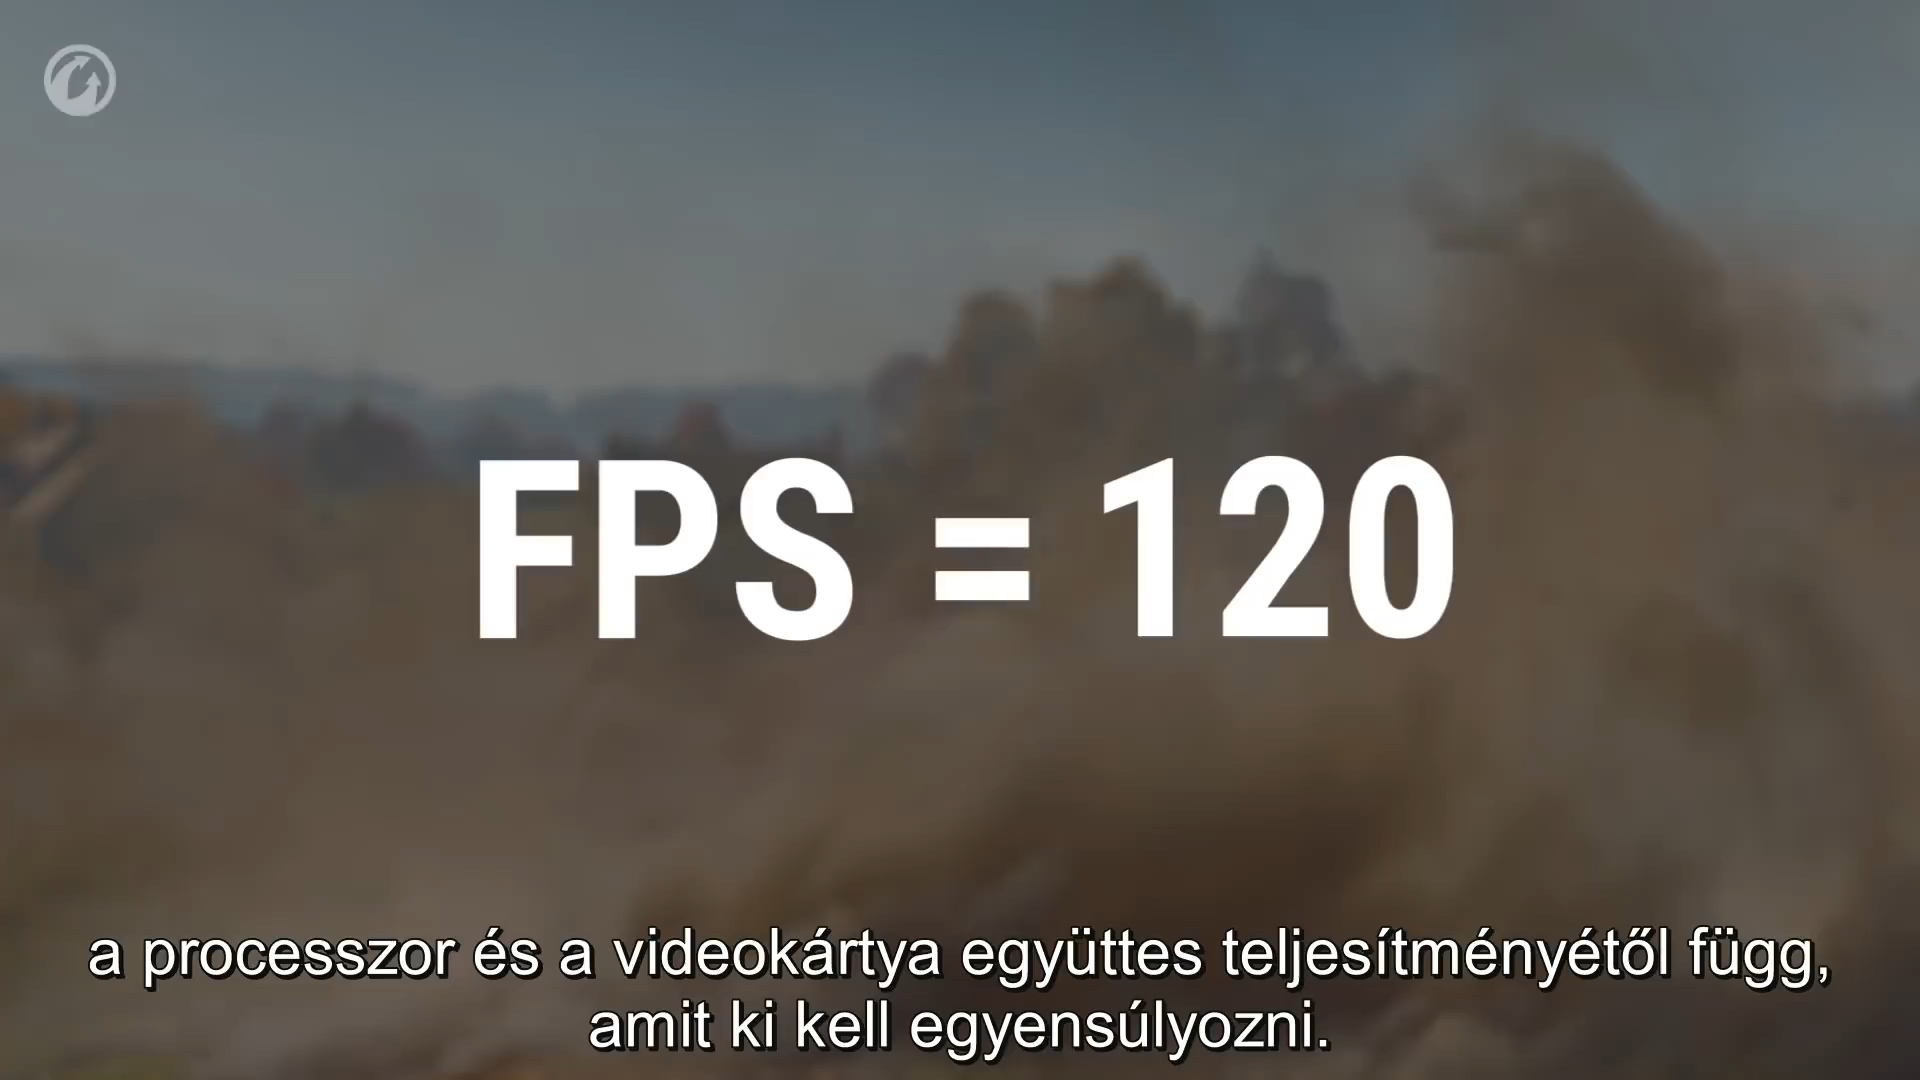 FPS = 120
a processzor és a videokártya együttes teljesítményétől függ,
amit ki kell egyensúlyozni.